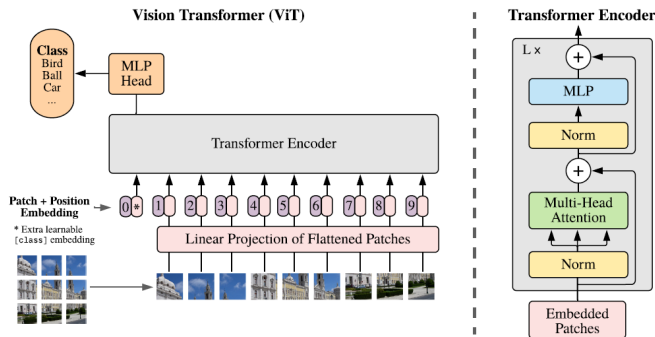 Vision Transformer (ViT)
Class
Bird
Ball
Car
...
MLP
Head
Transformer Encoder
Patch + Position
Embedding
* Extra learnable
[class] embedding
0 * 1 2 3 4 5 6 7 8 9
Linear Projection of Flattened Patches
Transformer Encoder
L ×
+
MLP
Norm
+
Multi-Head
Attention
Norm
Embedded
Patches